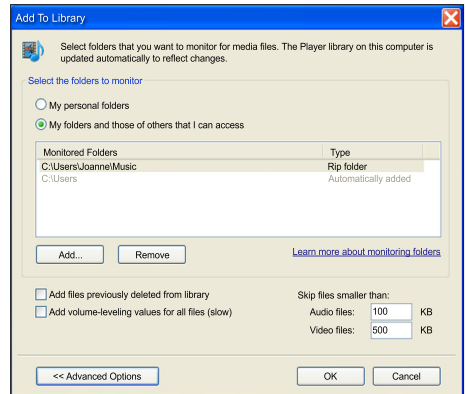 Add To Library
Select folders that you want to monitor for media files. The Player library on this computer is
updated automatically to reflect changes.
Select the folders to monitor
My personal folders
My folders and those of others that I can access
Monitored Folders Type
C:\Users\Joanne\Music Rip folder
C:\Users Automatically added
Add... Remove Learn more about monitoring folders
Add files previously deleted from library Skip files smaller than:
Add volume-leveling values for all files (slow) Audio files: 100 KB
Video files: 500 KB
<< Advanced Options OK Cancel